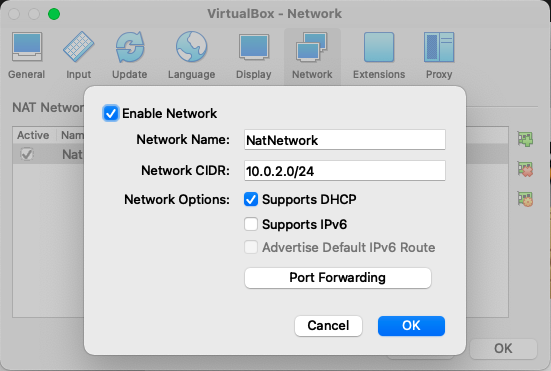 VirtualBox - Network
General Input Update Language Display Network Extensions Proxy
NAT Networ
Active Nam
Nat
Enable Network
Network Name: NatNetwork
Network CIDR: 10.0.2.0/24
Network Options: Supports DHCP
Supports IPv6
Advertise Default IPv6 Route
Port Forwarding
Cancel OK
OK